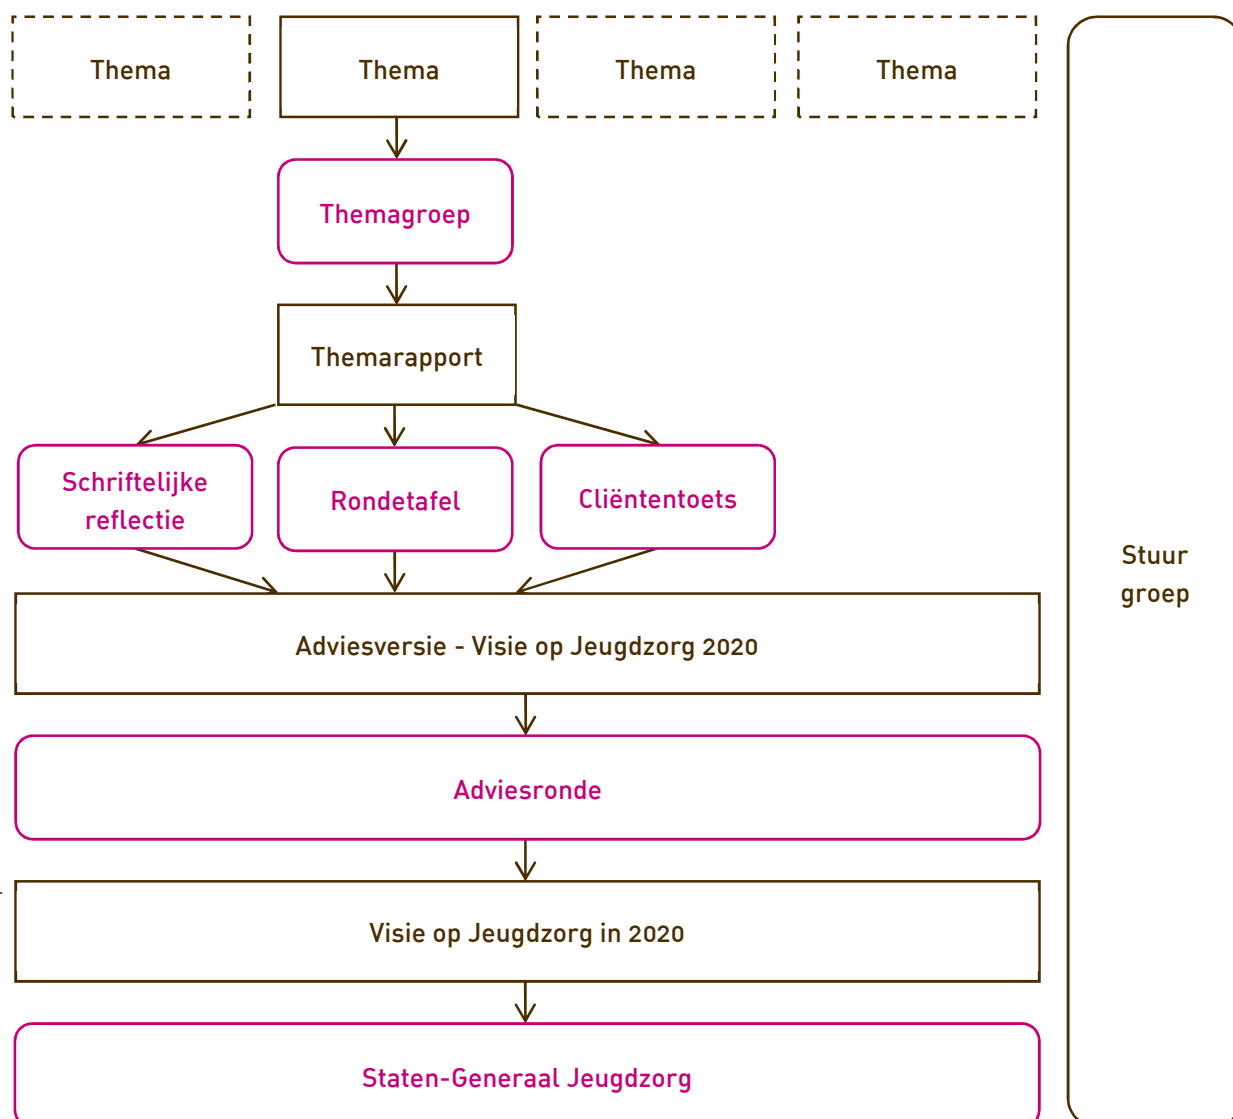 Thema
Thema
Thema
Thema
Themagroep
Themarapport
Schriftelijke
reflectie
Rondetafel
Cliëntentoets
Adviesversie - Visie op Jeugdzorg 2020
Adviesronde
Visie op Jeugdzorg in 2020
Staten-Generaal Jeugdzorg
Stuur
groep